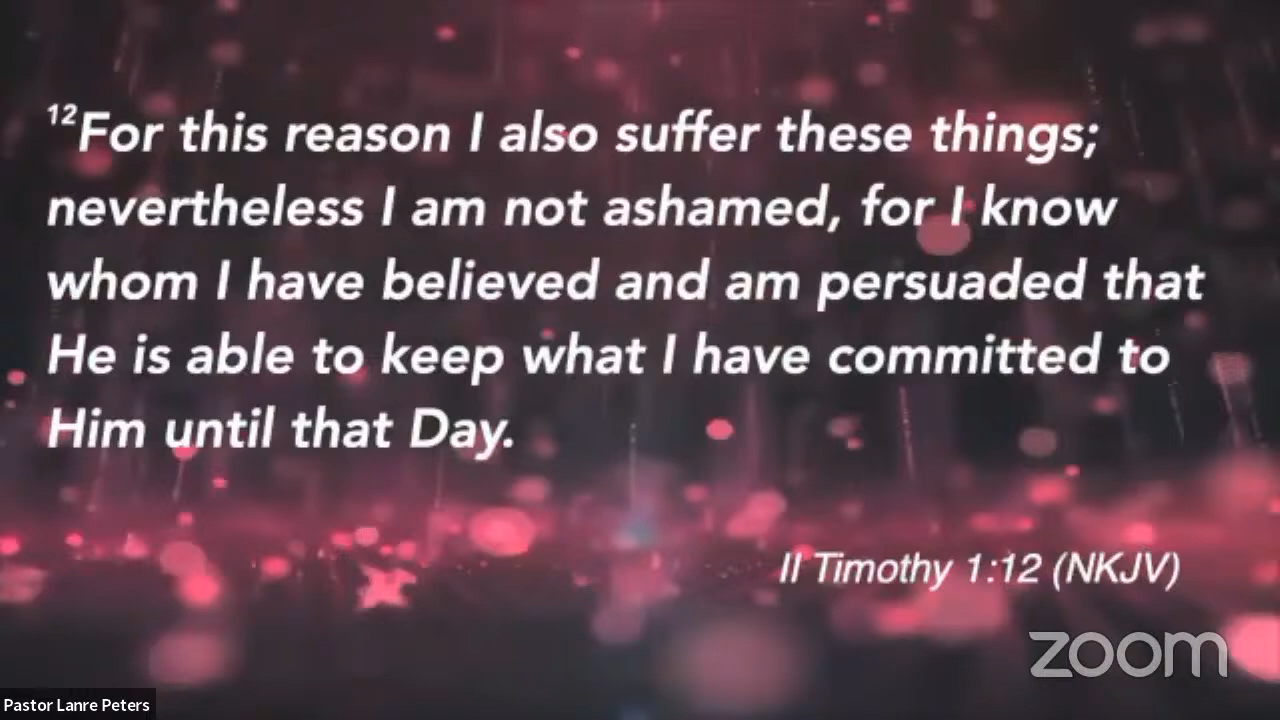 12For this reason I also suffer these things;
nevertheless I am not ashamed, for I know
whom I have believed and am persuaded that
He is able to keep what I have committed to
Him until that Day.
II Timothy 1:12 (NKJV)
zoom
Pastor Lanre Peters